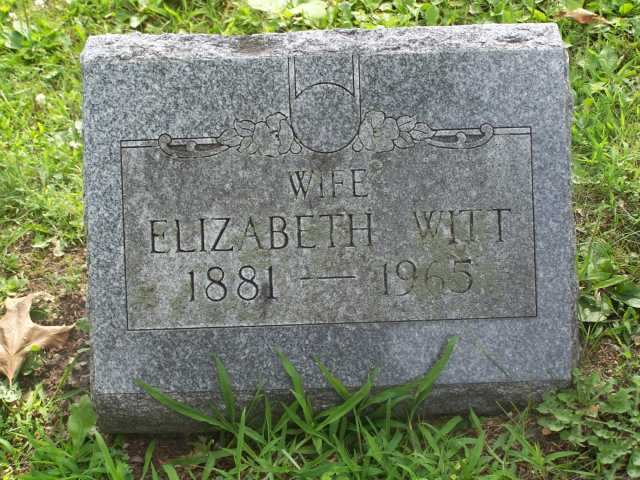 WIFE
ELIZABETH WITT
1881 — 1965